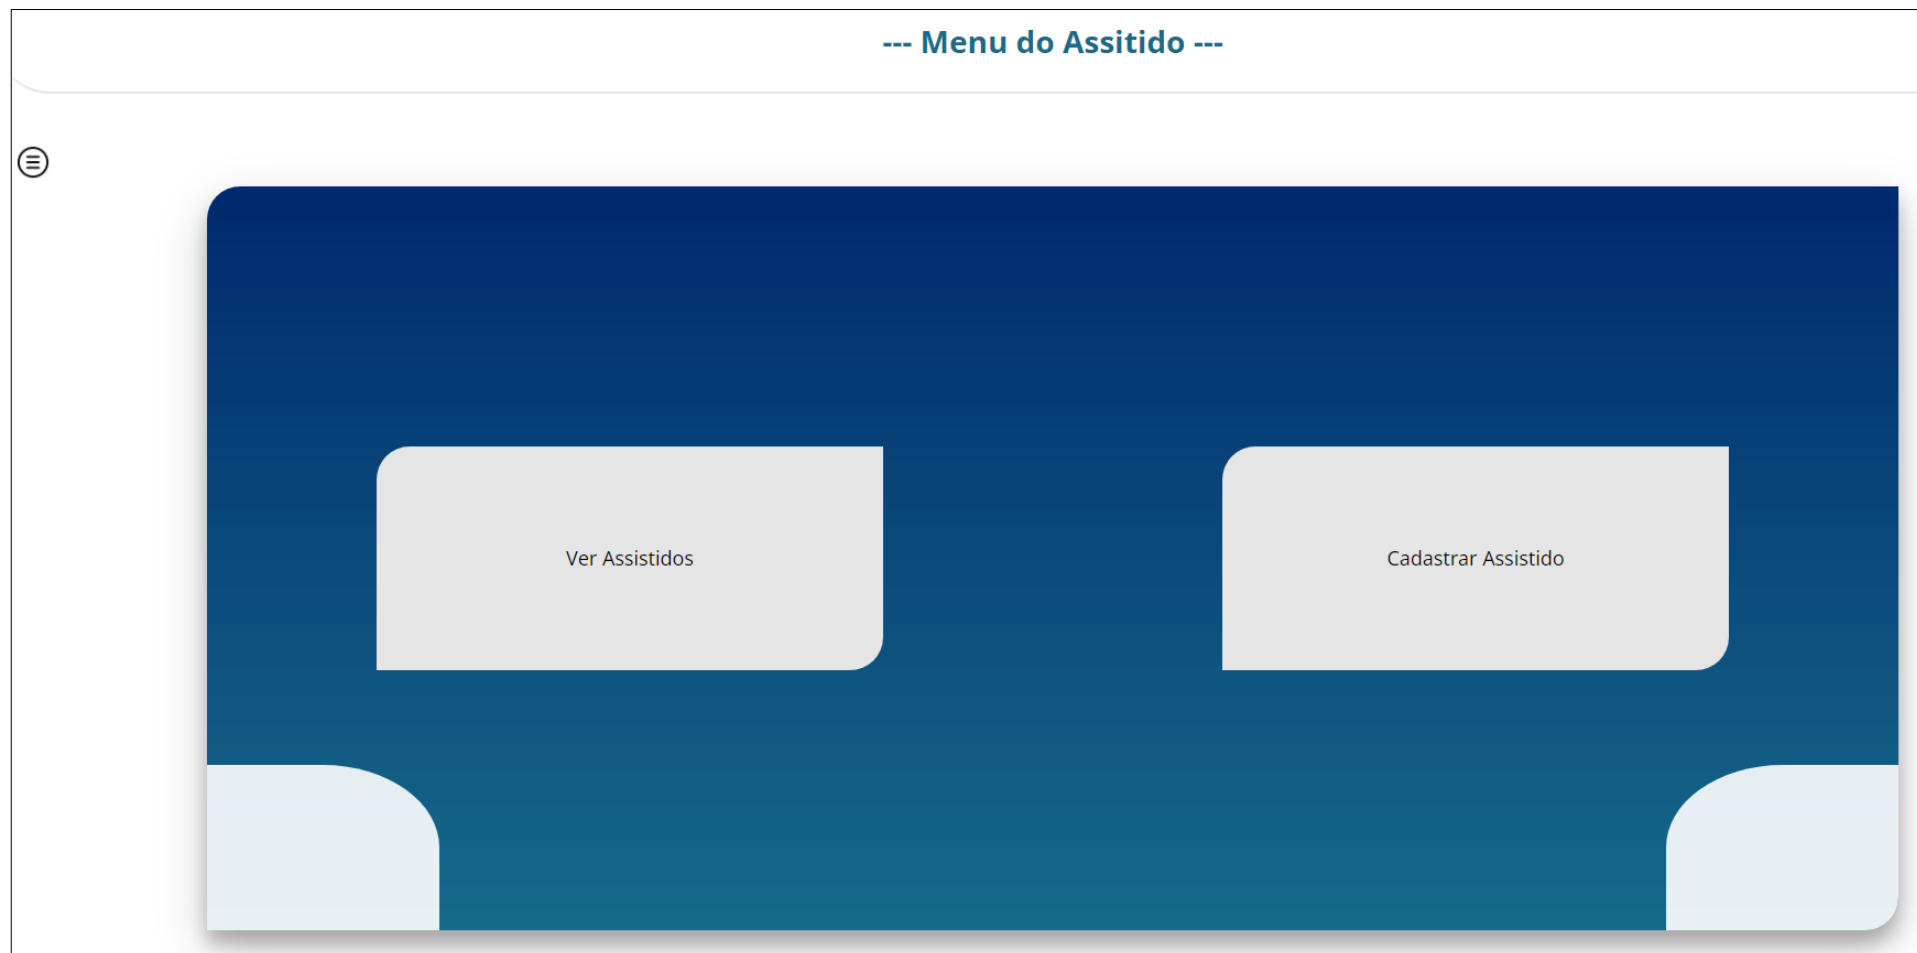 --- Menu do Assitido ---
Ver Assistidos
Cadastrar Assistido